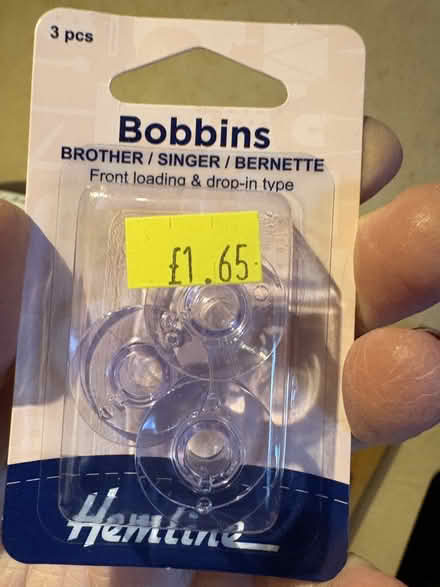 3 pcs
Bobbins
BROTHER / SINGER / BERNETTE
Front loading & drop-in type
£1.65
Hemline